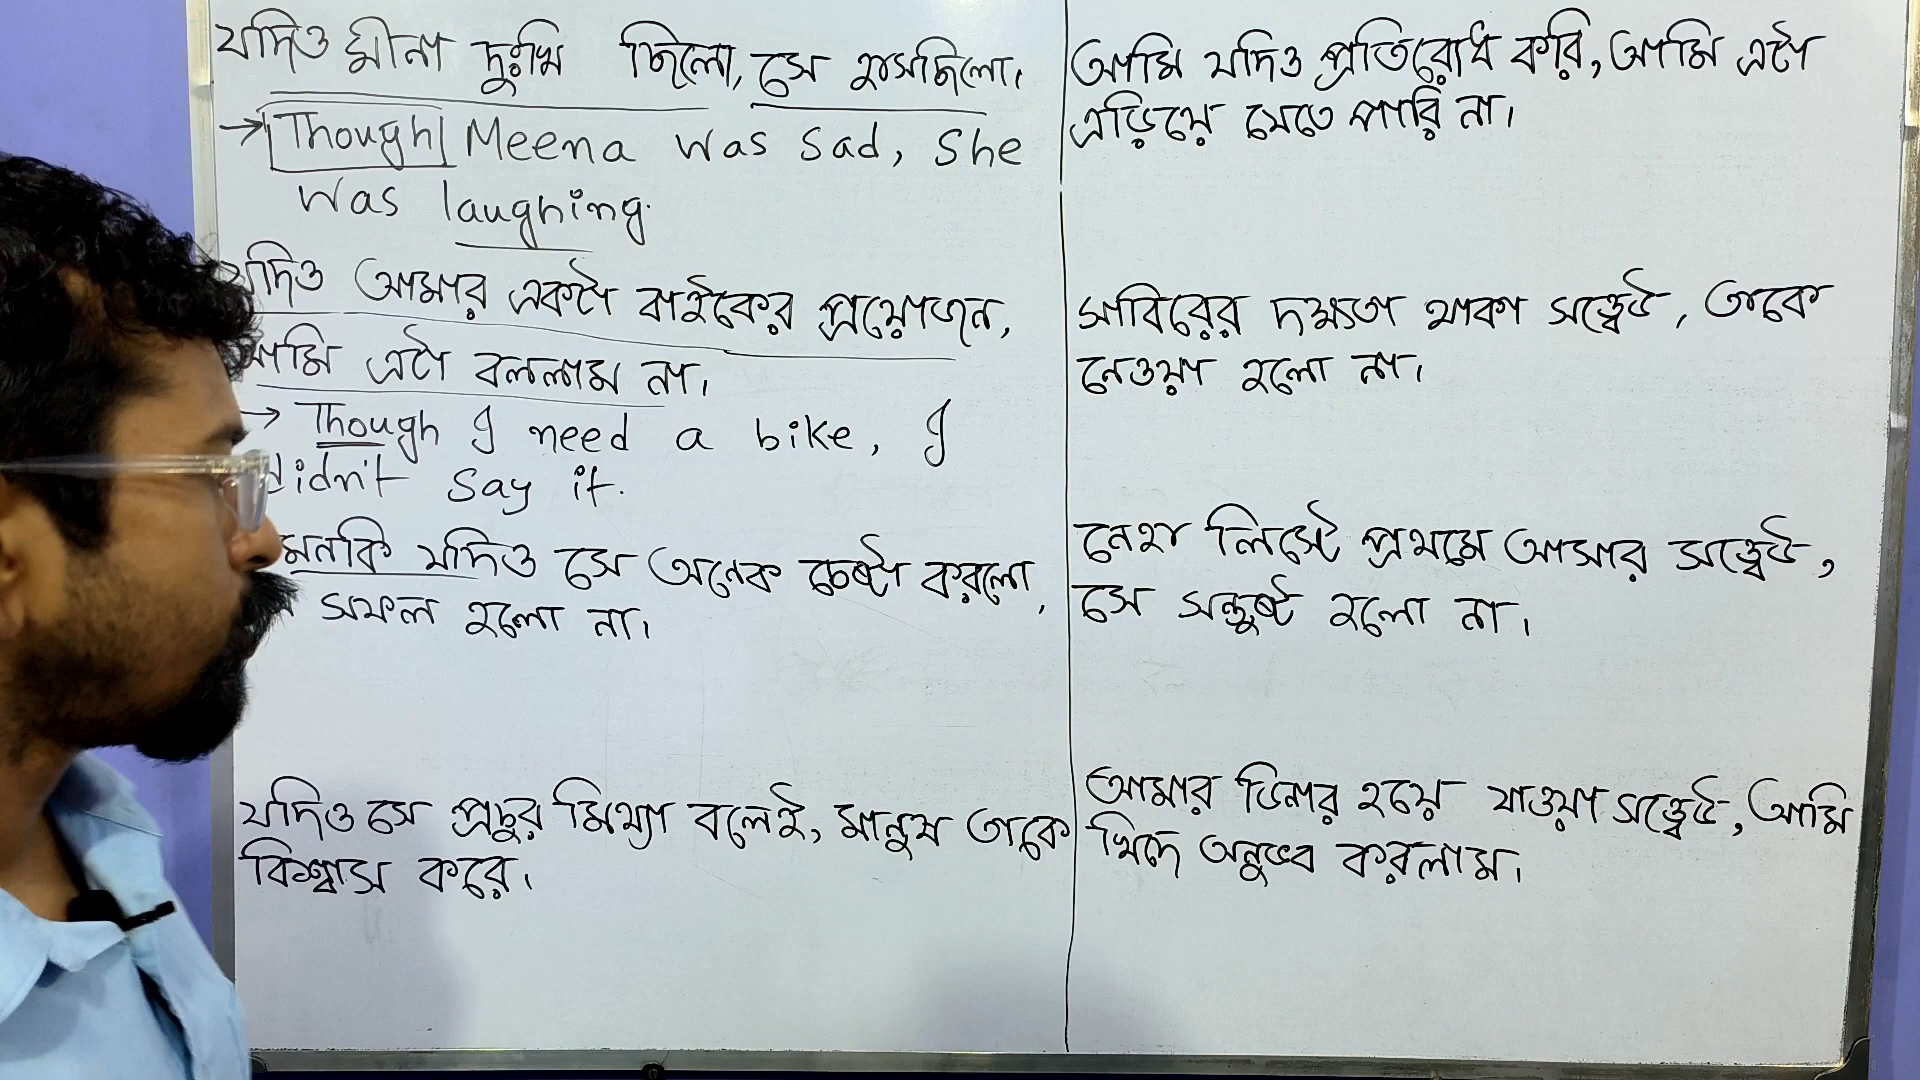 যদিও মীনা দুঃখি ছিলো, সে হাসছিলো।
→ Though Meena was sad, she
was laughing.
যদিও আমার একটা বাইকের প্রয়োজন,
আমি এটা বললাম না।
→ Though I need a bike, I
didn't say it.
মনকি যদিও সে অনেক চেষ্টা করলো,
সফল হলো না।
যদিও সে প্রচুর মিথ্যা বলেই, মানুষ তাকে
বিশ্বাস করে।
আমি যদিও প্রতিরোধ করি, আমি এটা
এড়িয়ে যেতে পারি না।
সাবিরের দক্ষতা থাকা সত্ত্বেও, তাকে
নেওয়া হলো না।
নেহা লিস্টে প্রথমে আসার সত্ত্বেও,
সে সন্তুষ্ট হলো না।
আমার ডিনার হয়ে যাওয়া সত্ত্বেও, আমি
খিদে অনুভব করলাম।